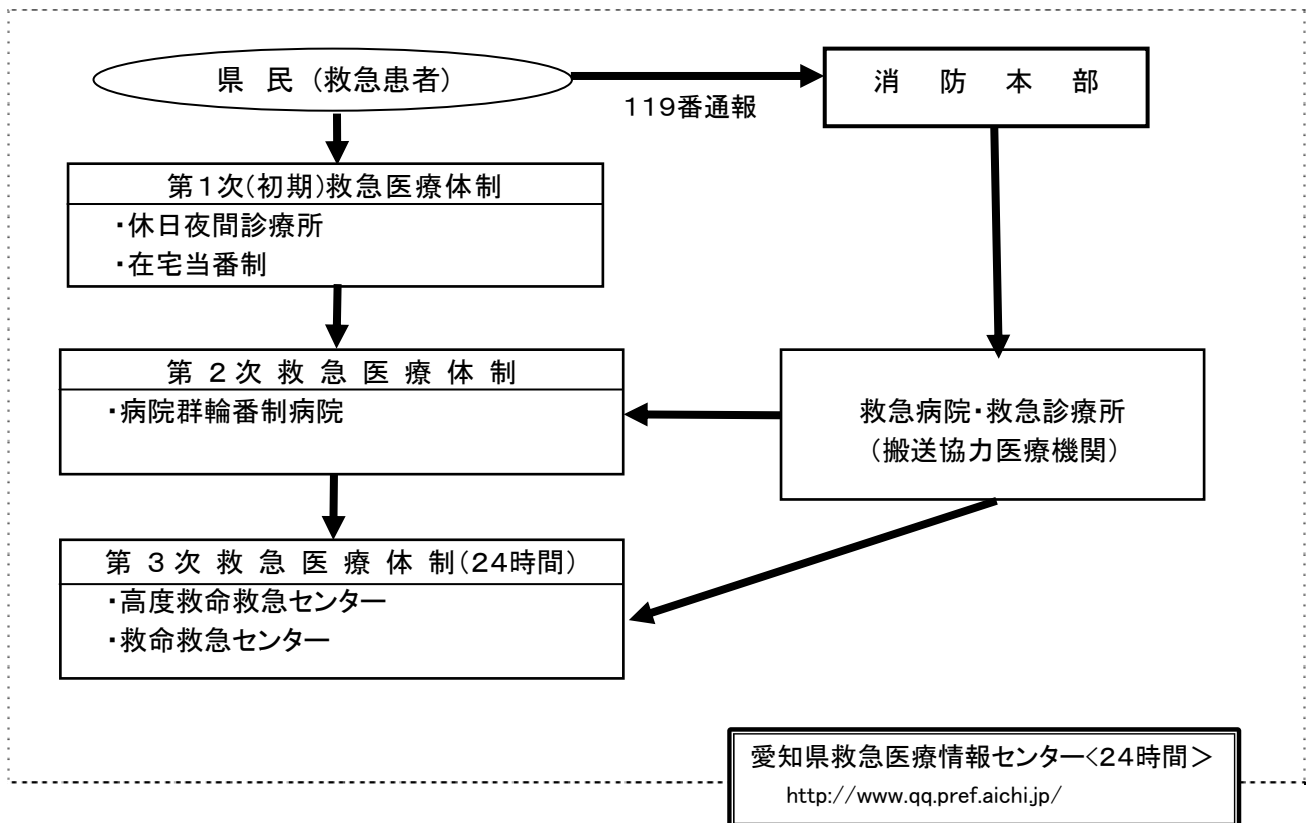 県 民 (救急患者)
119番通報
消 防 本 部
第1次(初期)救急医療体制
・休日夜間診療所
・在宅当番制
第 2 次 救 急 医 療 体 制
・病院群輪番制病院
救急病院・救急診療所
(搬送協力医療機関)
第 3 次 救 急 医 療 体 制(24時間)
・高度救命救急センター
・救命救急センター
愛知県救急医療情報センター<24時間>
http://www.qq.pref.aichi.jp/